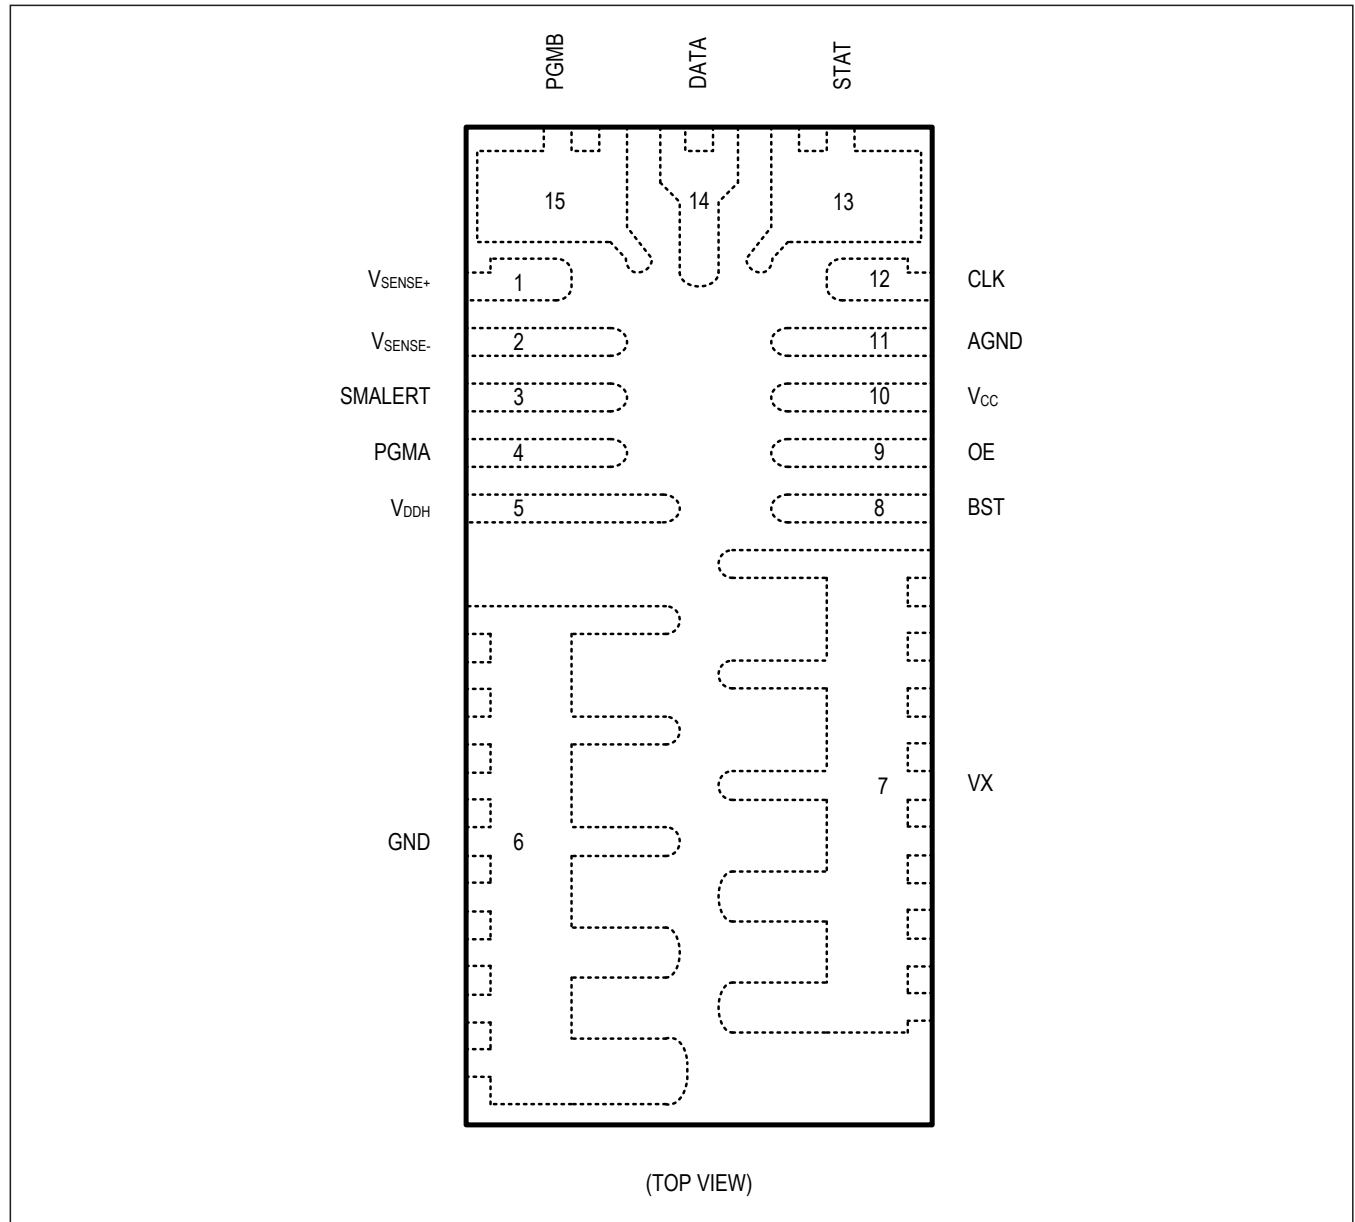 PGMB DATA STAT
15 14 13
VSENSE+ 1 12 CLK
VSENSE- 2 11 AGND
SMALERT 3 10 VCC
PGMA 4 9 OE
VDDH 5 8 BST
7 VX
GND 6
(TOP VIEW)